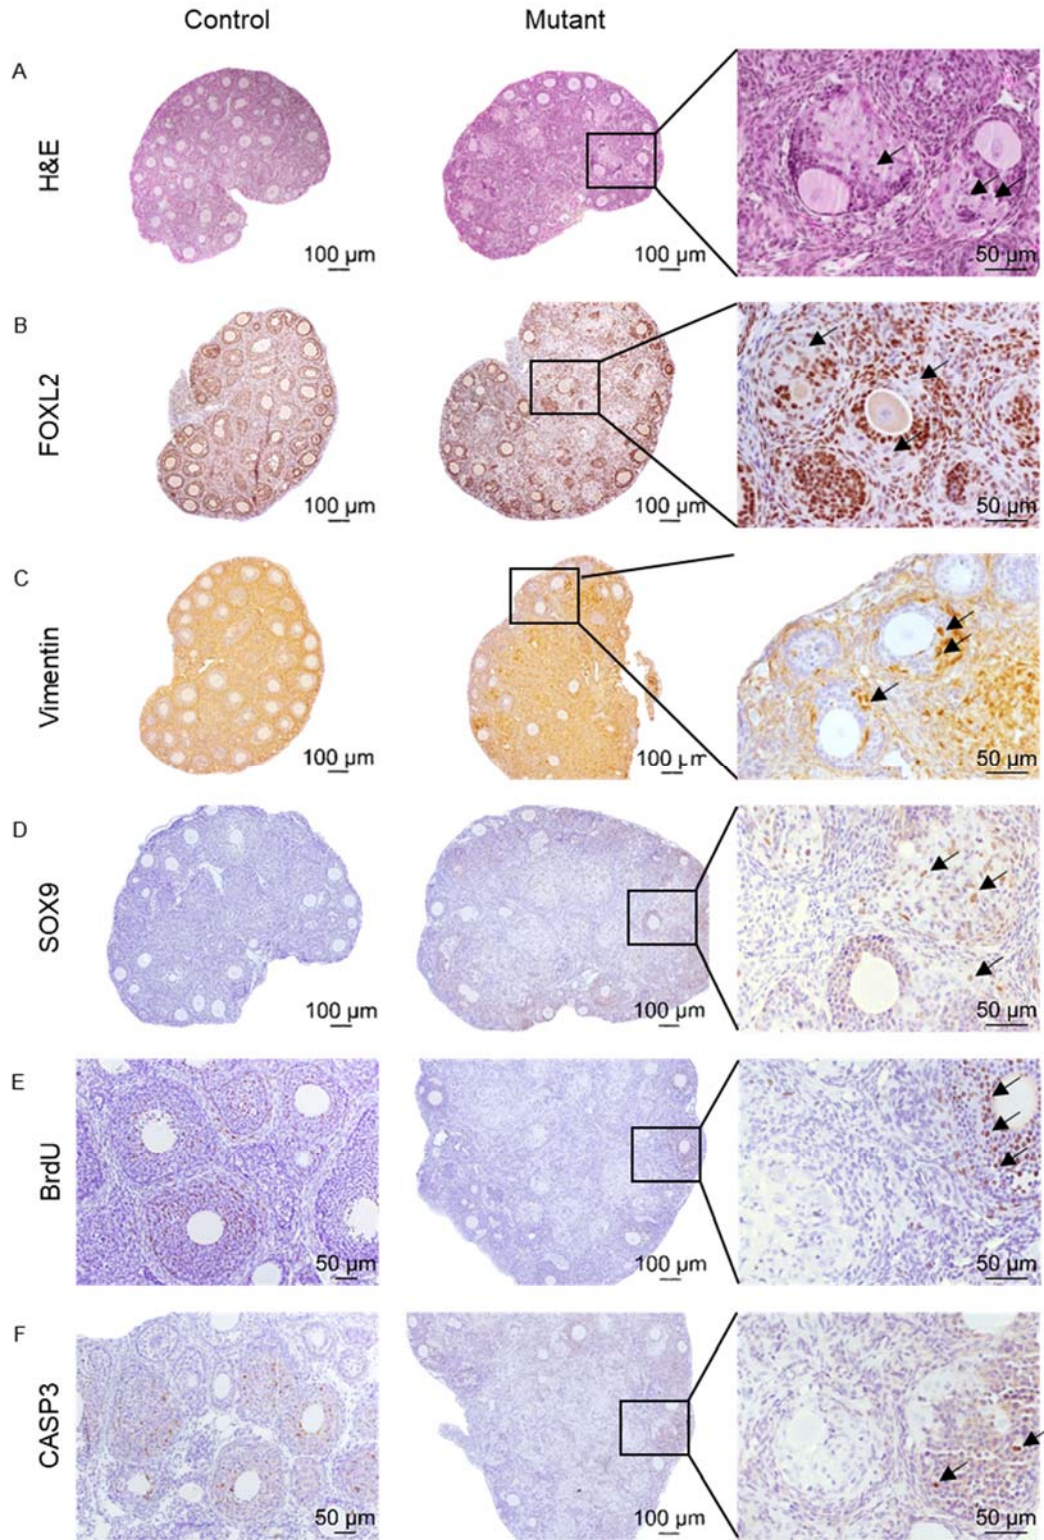 Control Mutant
A
H&E
100 µm 100 µm 50 µm
B
FOXL2
100 µm 100 µm 50 µm
C
Vimentin
100 µm 100 µm 50 µm
D
SOX9
100 µm 100 µm 50 µm
E
BrdU
50 µm 100 µm 50 µm
F
CASP3
50 µm 100 µm 50 µm